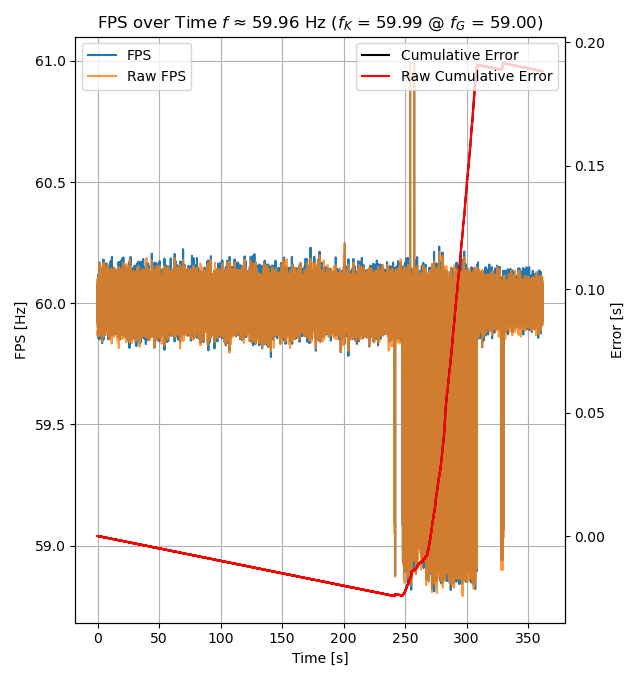 FPS over Time f ≈ 59.96 Hz (f_K = 59.99 @ f_G = 59.00)
FPS
Raw FPS
Cumulative Error
Raw Cumulative Error
61.0
60.5
60.0
59.5
59.0
FPS [Hz]
0.20
0.15
0.10
0.05
0.00
Error [s]
0 50 100 150 200 250 300 350
Time [s]